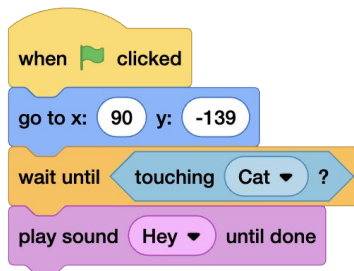 when clicked
go to x: 90 y: -139
wait until touching Cat ?
play sound Hey until done